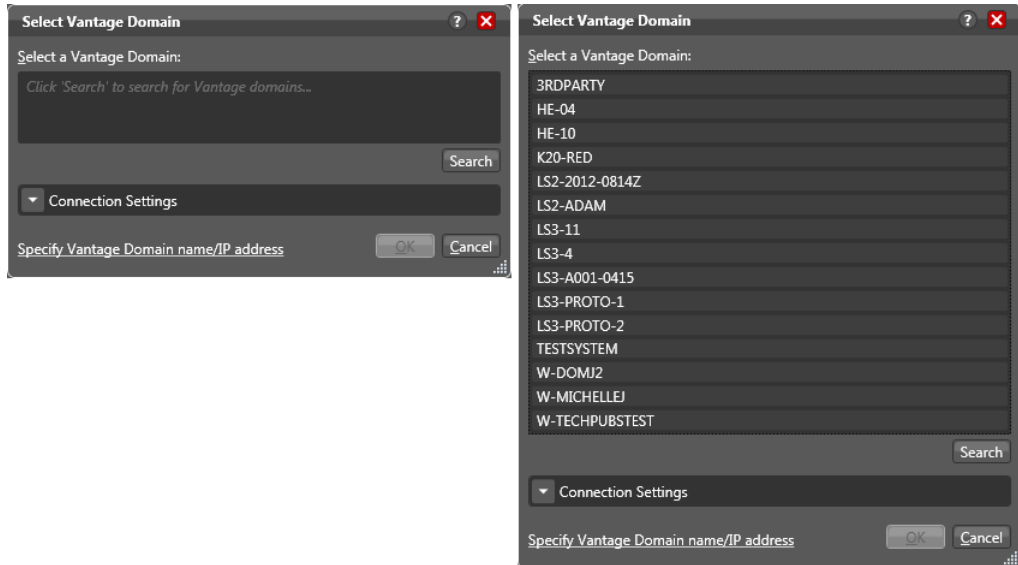 Select Vantage Domain
?
Select a Vantage Domain:
Click 'Search' to search for Vantage domains...
Search
Connection Settings
Specify Vantage Domain name/IP address
OK
Cancel
Select Vantage Domain
?
Select a Vantage Domain:
3RDPARTY
HE-04
HE-10
K20-RED
LS2-2012-0814Z
LS2-ADAM
LS3-11
LS3-4
LS3-A001-0415
LS3-PROTO-1
LS3-PROTO-2
TESTSYSTEM
W-DOMJ2
W-MICHELLEJ
W-TECHPUBSTEST
Search
Connection Settings
Specify Vantage Domain name/IP address
OK
Cancel